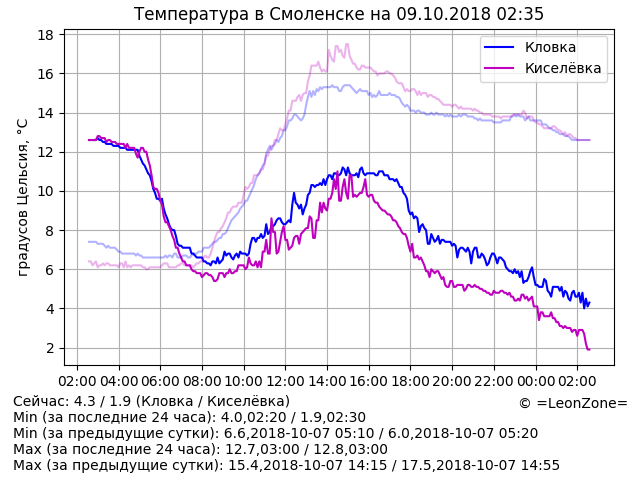 Температура в Смоленске на 09.10.2018 02:35
градусов Цельсия, °C
18
16
14
12
10
8
6
4
2
Кловка
Киселёвка
02:00 04:00 06:00 08:00 10:00 12:00 14:00 16:00 18:00 20:00 22:00 00:00 02:00
Сейчас: 4.3 / 1.9 (Кловка / Киселёвка)
© =LeonZone=
Min (за последние 24 часа): 4.0,02:20 / 1.9,02:30
Min (за предыдущие сутки): 6.6,2018-10-07 05:10 / 6.0,2018-10-07 05:20
Max (за последние 24 часа): 12.7,03:00 / 12.8,03:00
Max (за предыдущие сутки): 15.4,2018-10-07 14:15 / 17.5,2018-10-07 14:55